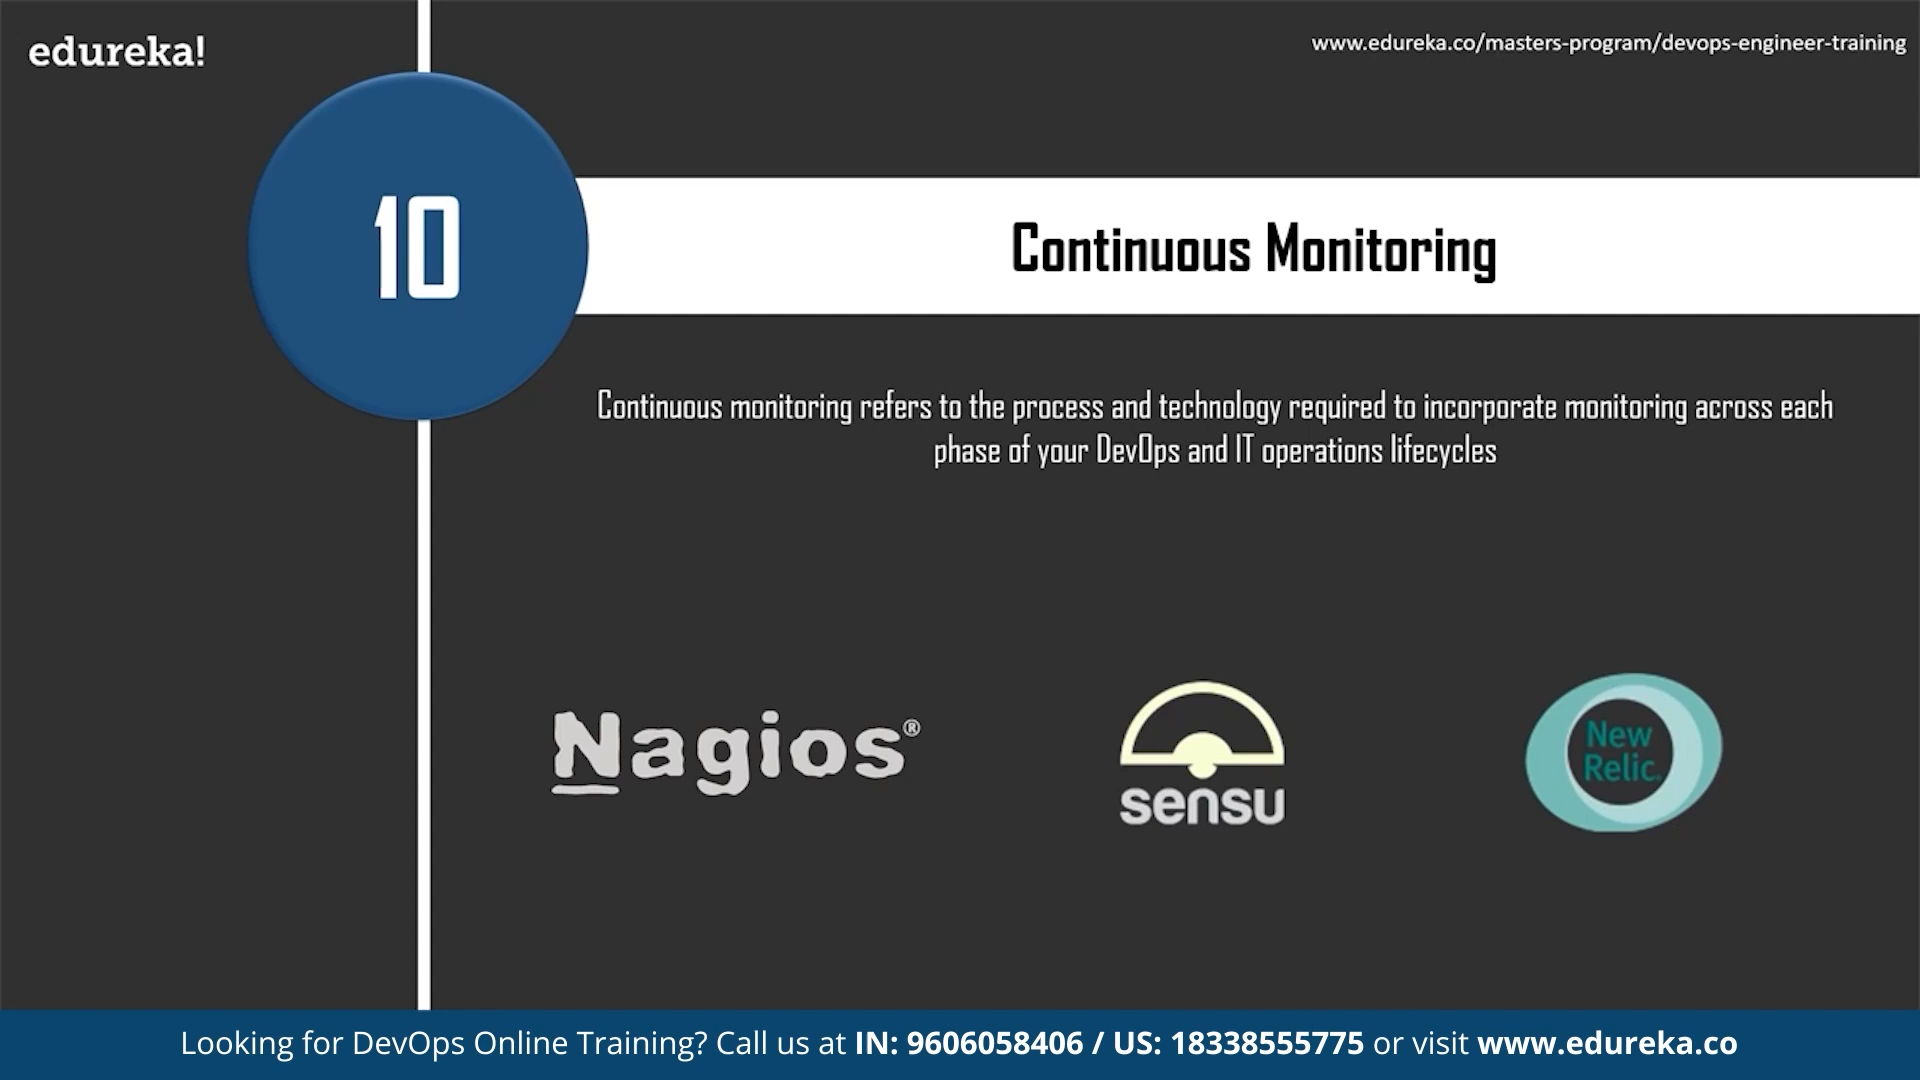 edureka!
www.edureka.co/masters-program/devops-engineer-training
10
Continuous Monitoring
Continuous monitoring refers to the process and technology required to incorporate monitoring across each
phase of your DevOps and IT operations lifecycles
Nagios®
sensu
New
Relic.
Looking for DevOps Online Training? Call us at IN: 9606058406 / US: 18338555775 or visit www.edureka.co